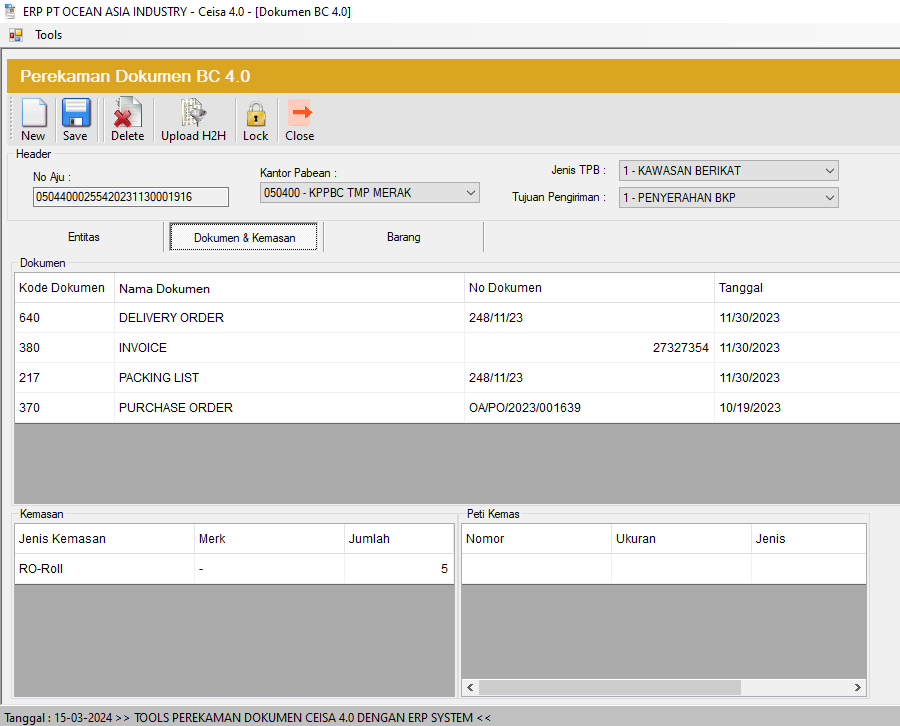 ERP PT OCEAN ASIA INDUSTRY - Ceisa 4.0 - [Dokumen BC 4.0]
Tools
Perekaman Dokumen BC 4.0
New Save Delete Upload H2H Lock Close
Header
No Aju :
05044000255420231130001916
Kantor Pabean :
050400 - KPPBC TMP MERAK
Jenis TPB : 1 - KAWASAN BERIKAT
Tujuan Pengiriman : 1 - PENYERAHAN BKP
Entitas Dokumen & Kemasan Barang
Dokumen
Kode Dokumen Nama Dokumen No Dokumen Tanggal
640 DELIVERY ORDER 248/11/23 11/30/2023
380 INVOICE 27327354 11/30/2023
217 PACKING LIST 248/11/23 11/30/2023
370 PURCHASE ORDER OA/PO/2023/001639 10/19/2023
Kemasan
Jenis Kemasan Merk Jumlah
RO-Roll - 5
Peti Kemas
Nomor Ukuran Jenis
Tanggal : 15-03-2024 >> TOOLS PEREKAMAN DOKUMEN CEISA 4.0 DENGAN ERP SYSTEM <<